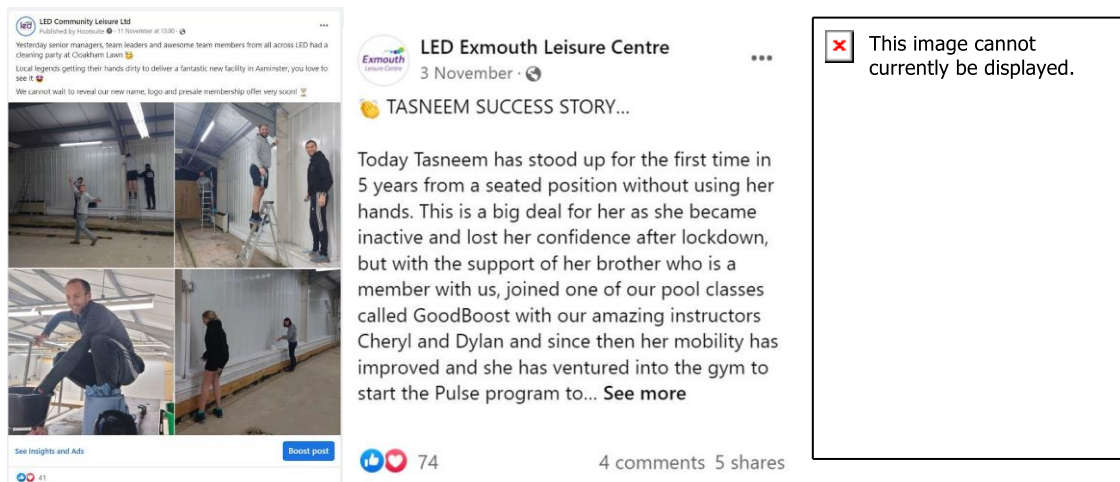 LED Community Leisure Ltd
Published by Hootsuite · 11 November at 15:00 ·
Yesterday senior managers, team leaders and awesome team members from all across LED had a
cleaning party at Cloakham Lawn
Local legends getting their hands dirty to deliver a fantastic new facility in Axminster, you love to
see it
We cannot wait to reveal our new name, logo and presale membership offer very soon!
See Insights and Ads
Boost post
41
Exmouth
Leisure Centre
LED Exmouth Leisure Centre
3 November ·
👏 TASNEEM SUCCESS STORY...
Today Tasneem has stood up for the first time in
5 years from a seated position without using her
hands. This is a big deal for her as she became
inactive and lost her confidence after lockdown,
but with the support of her brother who is a
member with us, joined one of our pool classes
called GoodBoost with our amazing instructors
Cheryl and Dylan and since then her mobility has
improved and she has ventured into the gym to
start the Pulse program to... See more
74
4 comments 5 shares
This image cannot
currently be displayed.